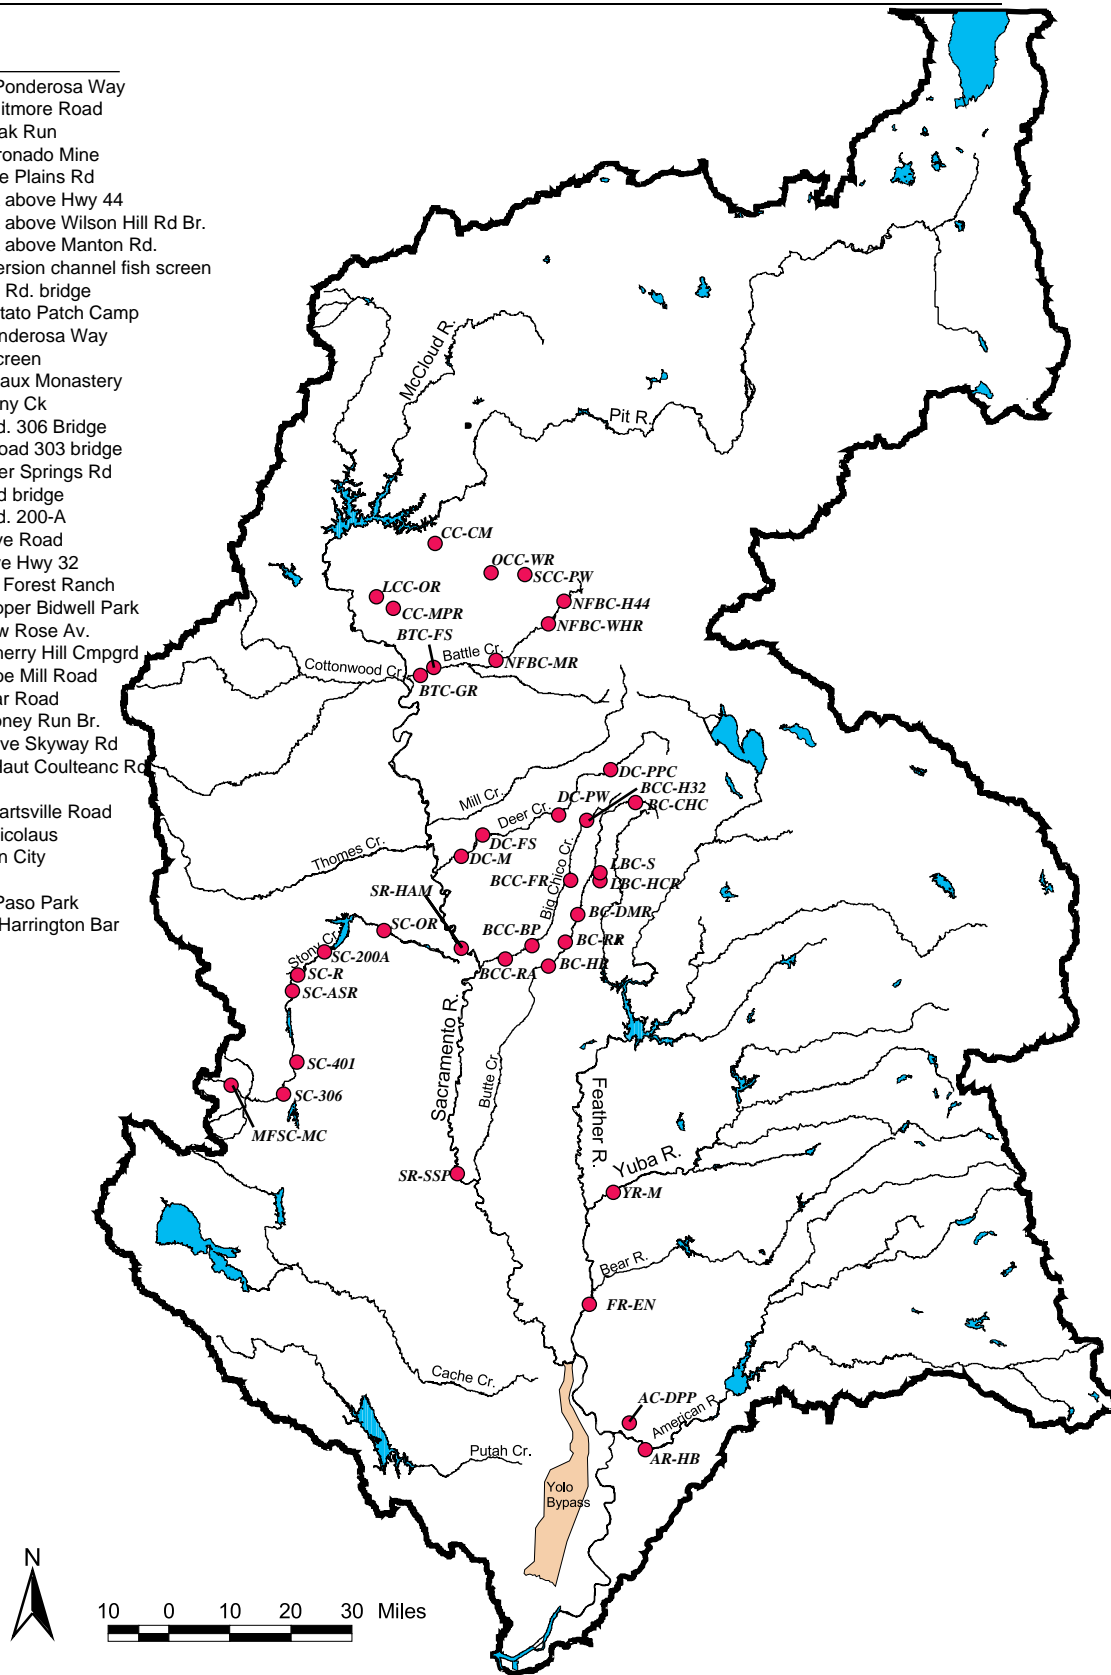 Ponderosa Way
itmore Road
ak Run
ronado Mine
e Plains Rd
above Hwy 44
above Wilson Hill Rd Br.
above Manton Rd.
ersion channel fish screen
Rd. bridge
tato Patch Camp
nderosa Way
creen
aux Monastery
ny Ck
d. 306 Bridge
oad 303 bridge
er Springs Rd
d bridge
d. 200-A
ve Road
e Hwy 32
Forest Ranch
pper Bidwell Park
w Rose Av.
herry Hill Cmpgrd
oe Mill Road
ar Road
oney Run Br.
ve Skyway Rd
Haut Coulteanc Rd
artsville Road
icolaus
n City
Paso Park
Harrington Bar
McCloud R.
Pit R.
CC-CM
OCC-WR
SCC-PW
LCC-OR
CC-MPR
NFBC-H44
NFBC-WHR
BTC-FS
Battle Cr.
NFBC-MR
Cottonwood Cr.
BTC-GR
DC-PPC
BCC-H32
BC-CHC
DC-PW
Mill Cr.
Deer Cr.
DC-FS
DC-M
Thomes Cr.
LBC-S
LBC-HCR
BCC-FR
Big Chico Cr.
SR-HAM
SC-OR
BC-DMR
BCC-BP
BC-RR
BC-HB
BCC-RA
Stony Cr.
SC-200A
SC-R
SC-ASR
SC-401
SC-306
MFSC-MC
Sacramento R.
Butte Cr.
Feather R.
SR-SSP
Yuba R.
YR-M
Bear R.
FR-EN
Cache Cr.
AC-DPP
American R.
AR-HB
Putah Cr.
Yolo
Bypass
N
10 0 10 20 30 Miles